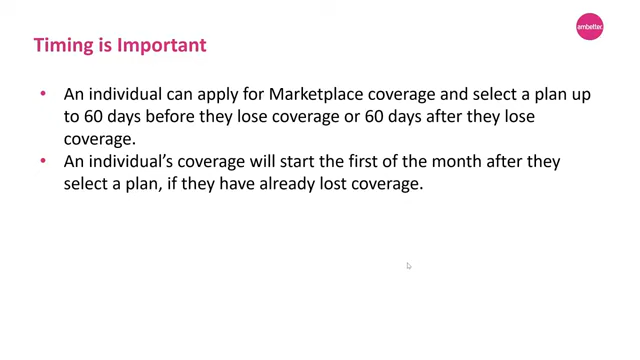 ambetter.
Timing is Important
• An individual can apply for Marketplace coverage and select a plan up
to 60 days before they lose coverage or 60 days after they lose
coverage.
• An individual’s coverage will start the first of the month after they
select a plan, if they have already lost coverage.